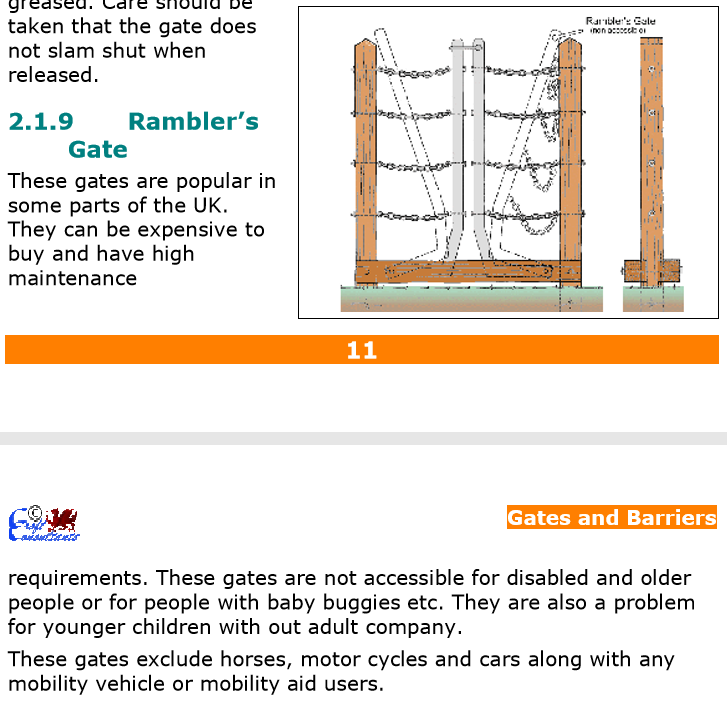 greased. Care should be
taken that the gate does
not slam shut when
released.
2.1.9 Rambler’s
Gate
These gates are popular in
some parts of the UK.
They can be expensive to
buy and have high
maintenance
Rambler's Gate
(non accessible)
11
©
Consultants
Gates and Barriers
requirements. These gates are not accessible for disabled and older
people or for people with baby buggies etc. They are also a problem
for younger children with out adult company.
These gates exclude horses, motor cycles and cars along with any
mobility vehicle or mobility aid users.